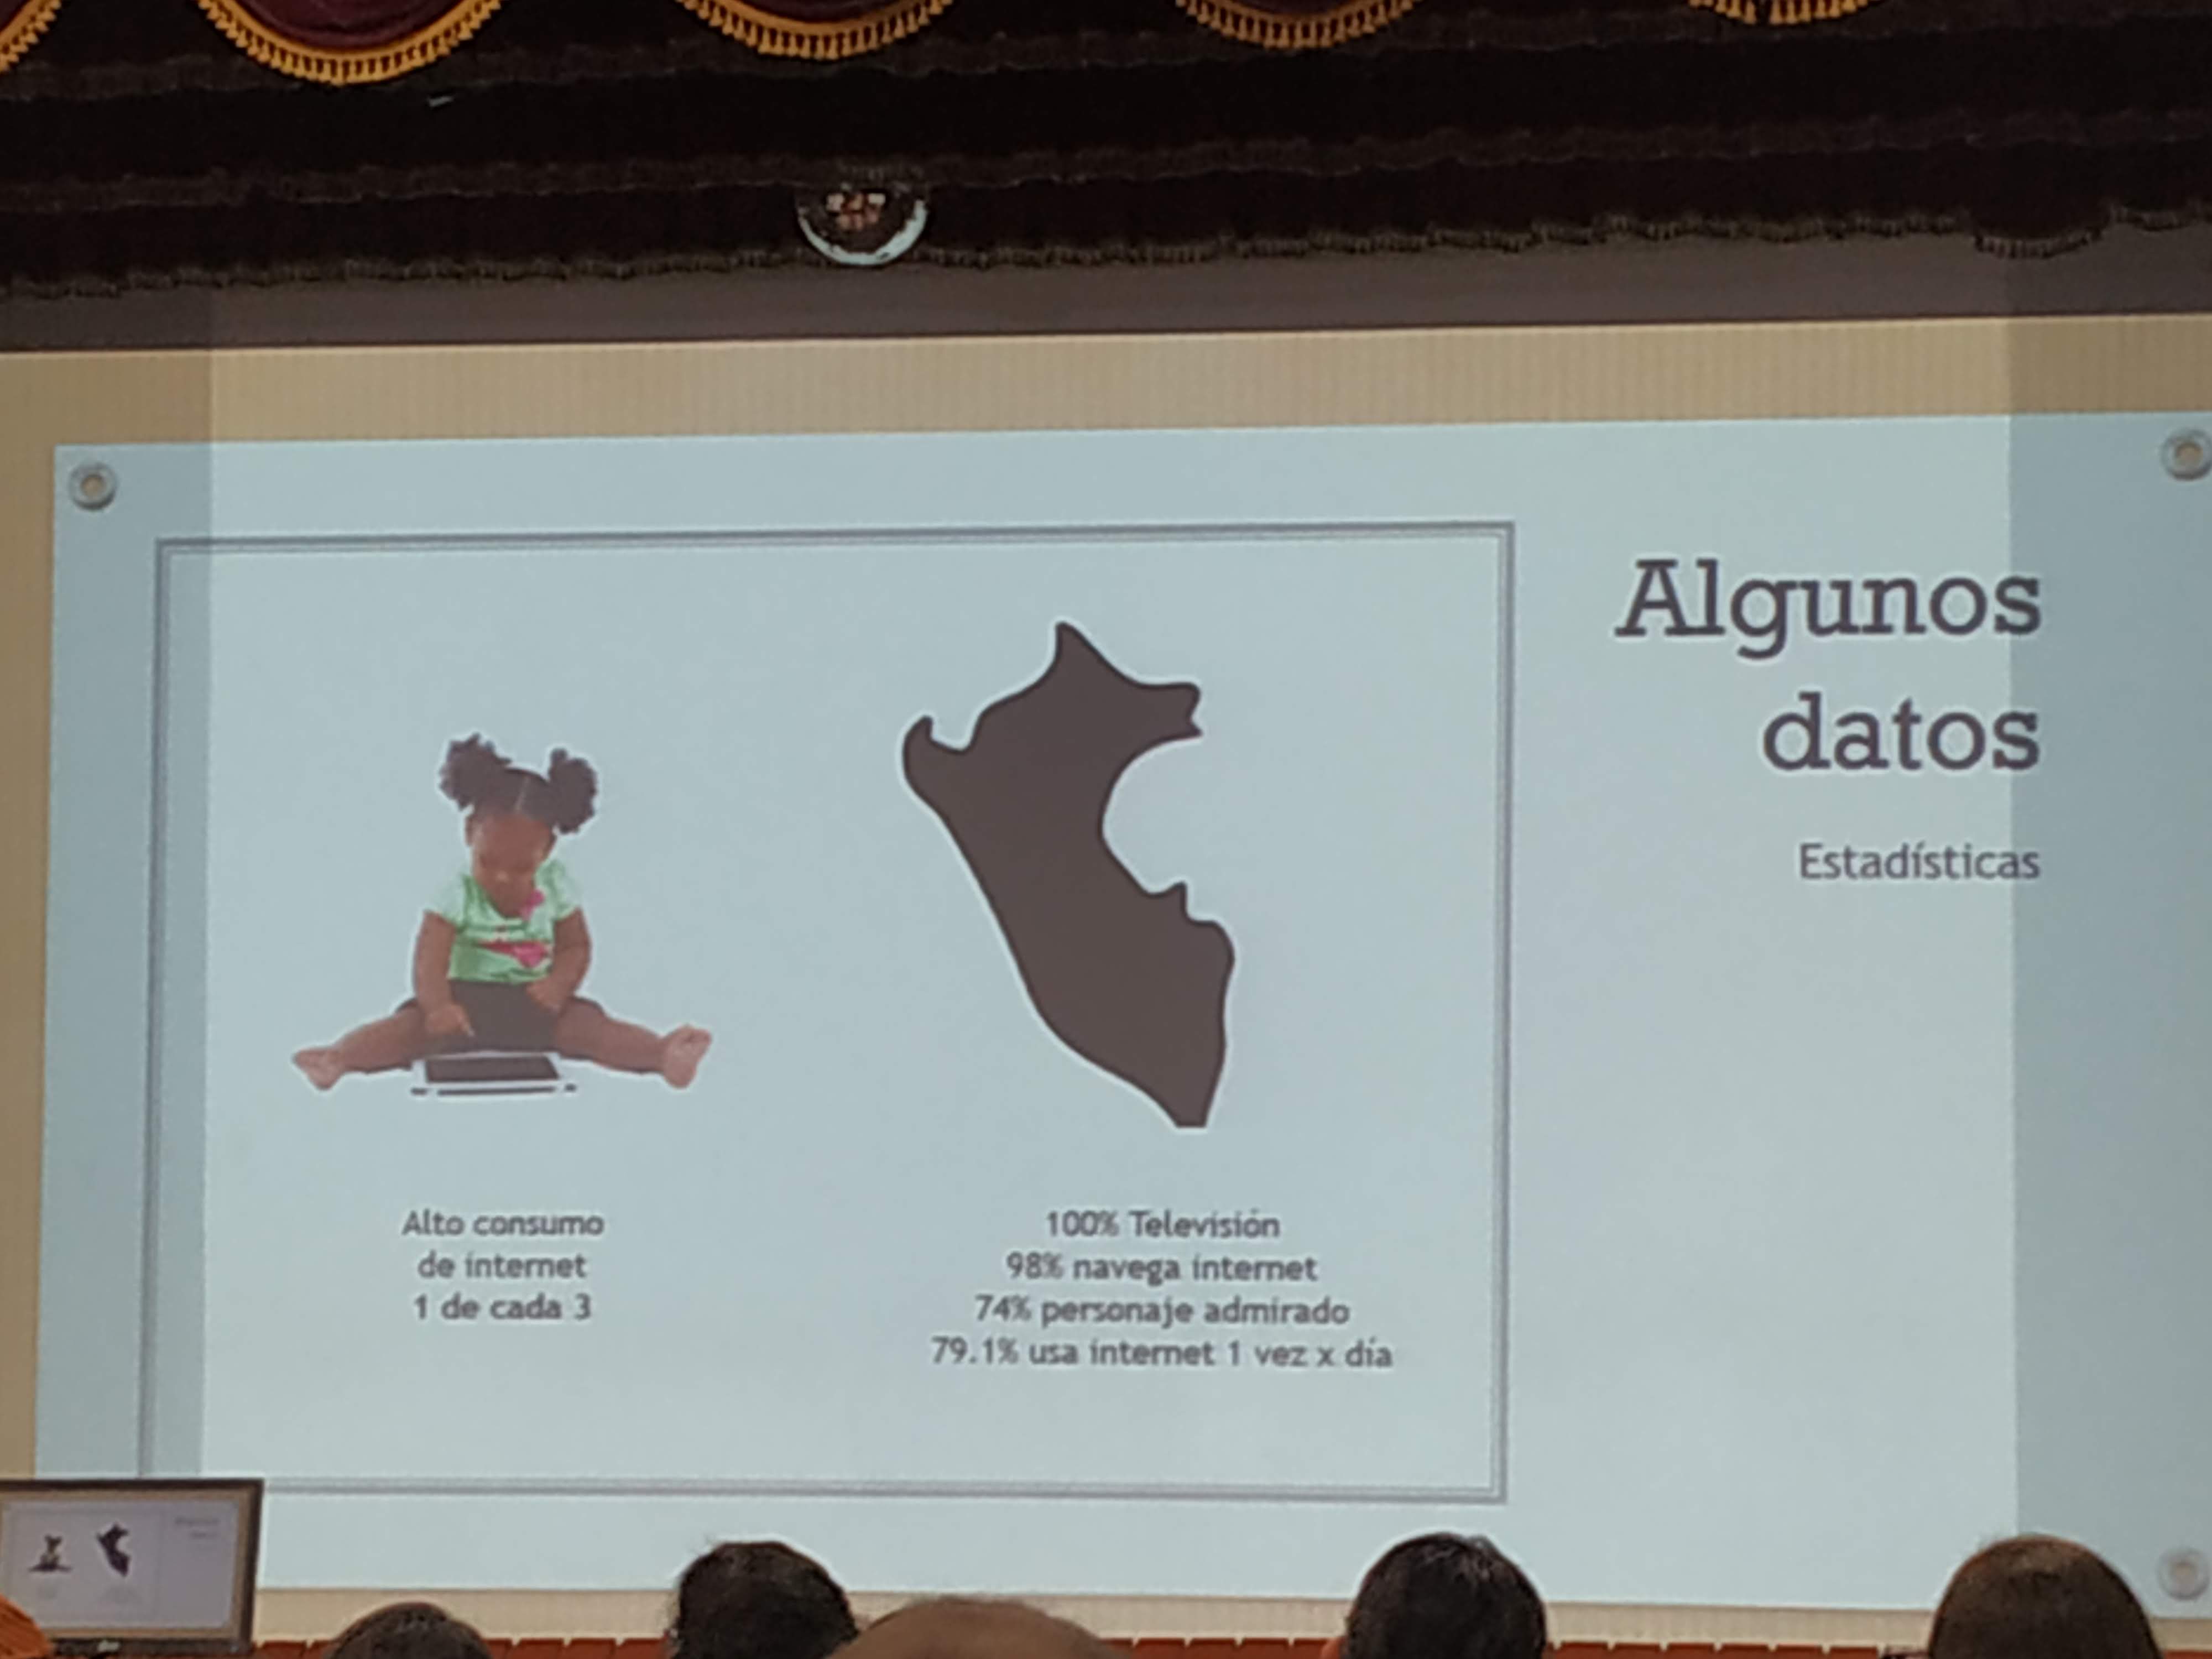 Algunos
datos
Estadísticas
Alto consumo
de internet
1 de cada 3
100% Televisión
98% navega internet
74% personaje admirado
79.1% usa internet 1 vez x día